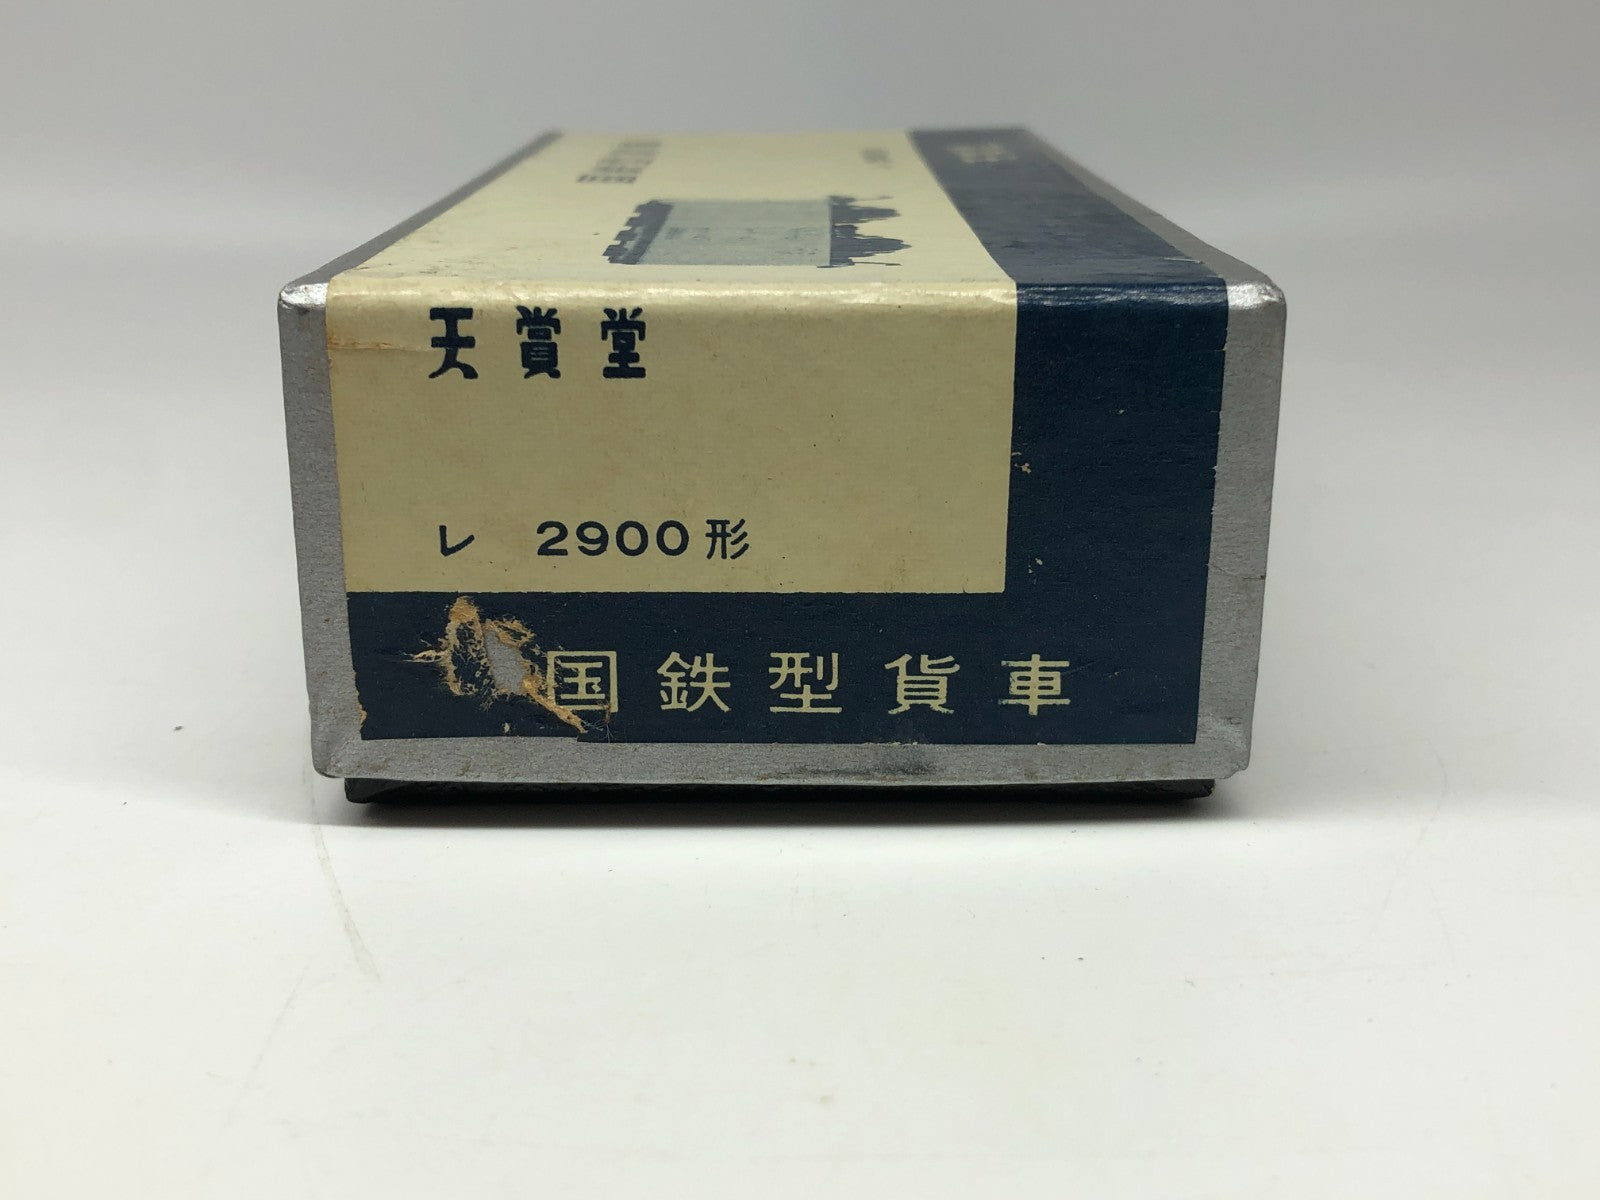 天賞堂
レ 2900形
国鉄型貨車